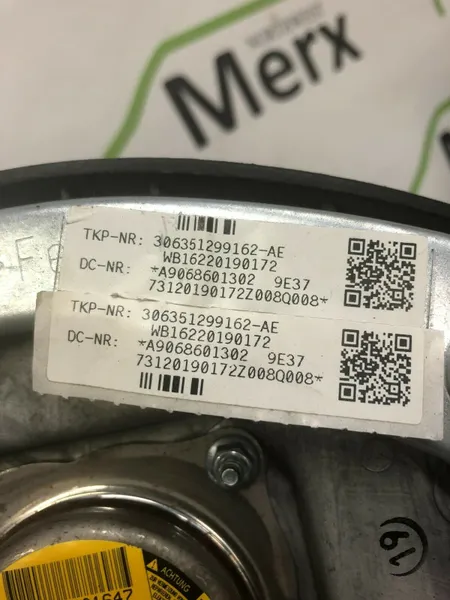 Merx
TKP-NR: 306351299162-AE
WB16220190172
DC-NR: *A9068601302 9E37
73120190172Z008Q008*
TKP-NR: 306351299162-AE
WB16220190172
DC-NR: *A9068601302 9E37
73120190172Z008Q008*
ACHTUNG